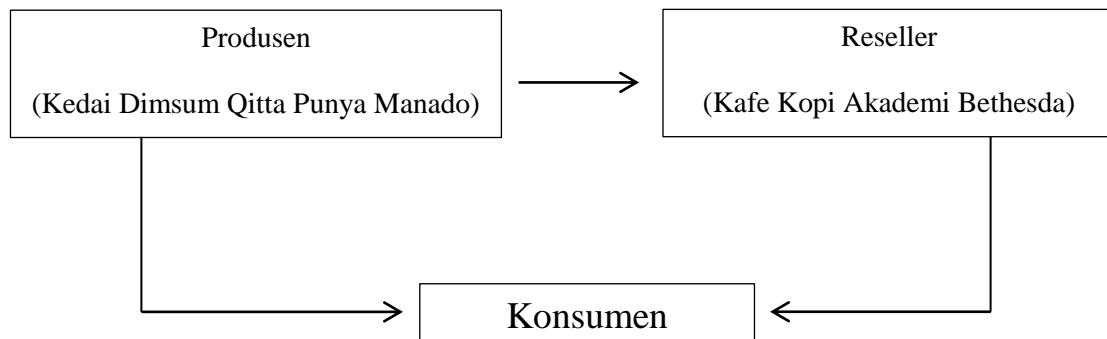 Produsen
(Kedai Dimsum Qitta Punya Manado)
Reseller
(Kafe Kopi Akademi Bethesda)
Konsumen